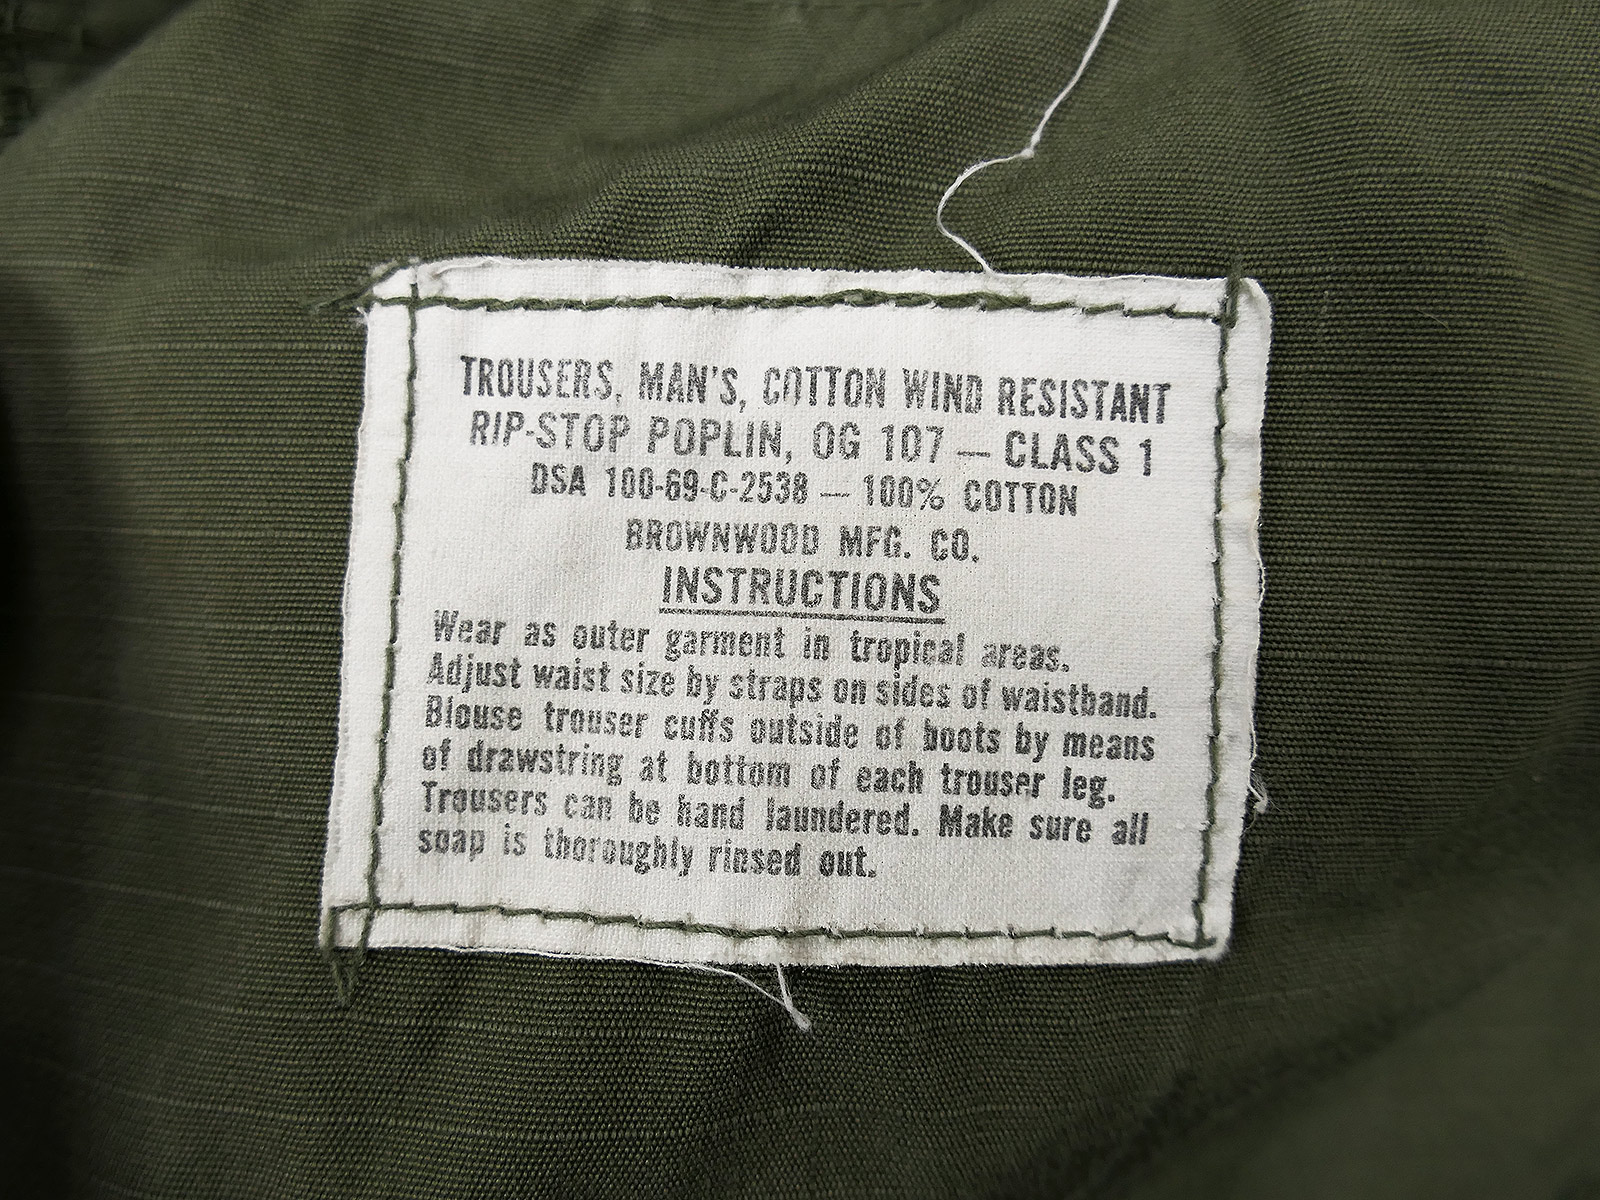 TROUSERS, MAN'S, COTTON WIND RESISTANT
RIP-STOP POPLIN, OG 107 — CLASS 1
DSA 100-69-C-2538 — 100% COTTON
BROWNWOOD MFG. CO.
INSTRUCTIONS
Wear as outer garment in tropical areas.
Adjust waist size by straps on sides of waistband.
Blouse trouser cuffs outside of boots by means
of drawstring at bottom of each trouser leg.
Trousers can be hand laundered. Make sure all
soap is thoroughly rinsed out.